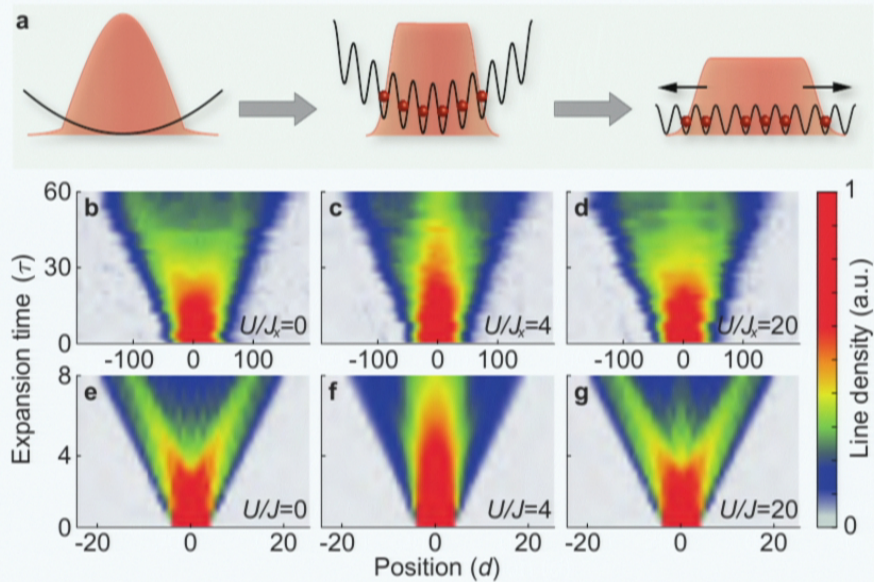 a
60
b
c
d
1
30
U/Jₓ=0
U/Jₓ=4
U/Jₓ=20
0
-100 0 100
-100 0 100
-100 0 100
Expansion time (τ)
Line density (a.u.)
8
e
f
g
4
U/J=0
U/J=4
U/J=20
0
0
-20 0 20
-20 0 20
-20 0 20
Position (d)